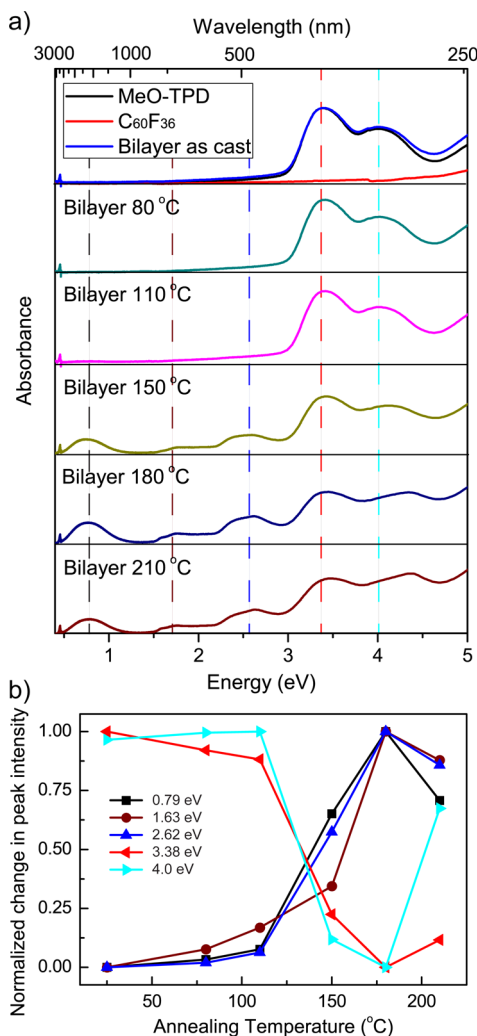 a)
Wavelength (nm)
3000 1000 500 250
MeO-TPD
C₆₀F₃₆
Bilayer as cast
Bilayer 80 °C
Bilayer 110 °C
Bilayer 150 °C
Bilayer 180 °C
Bilayer 210 °C
Absorbance
1 2 3 4 5
Energy (eV)
b)
Normalized change in peak intensity
1.00
0.75
0.50
0.25
0.00
0.79 eV
1.63 eV
2.62 eV
3.38 eV
4.0 eV
50 100 150 200
Annealing Temperature (°C)